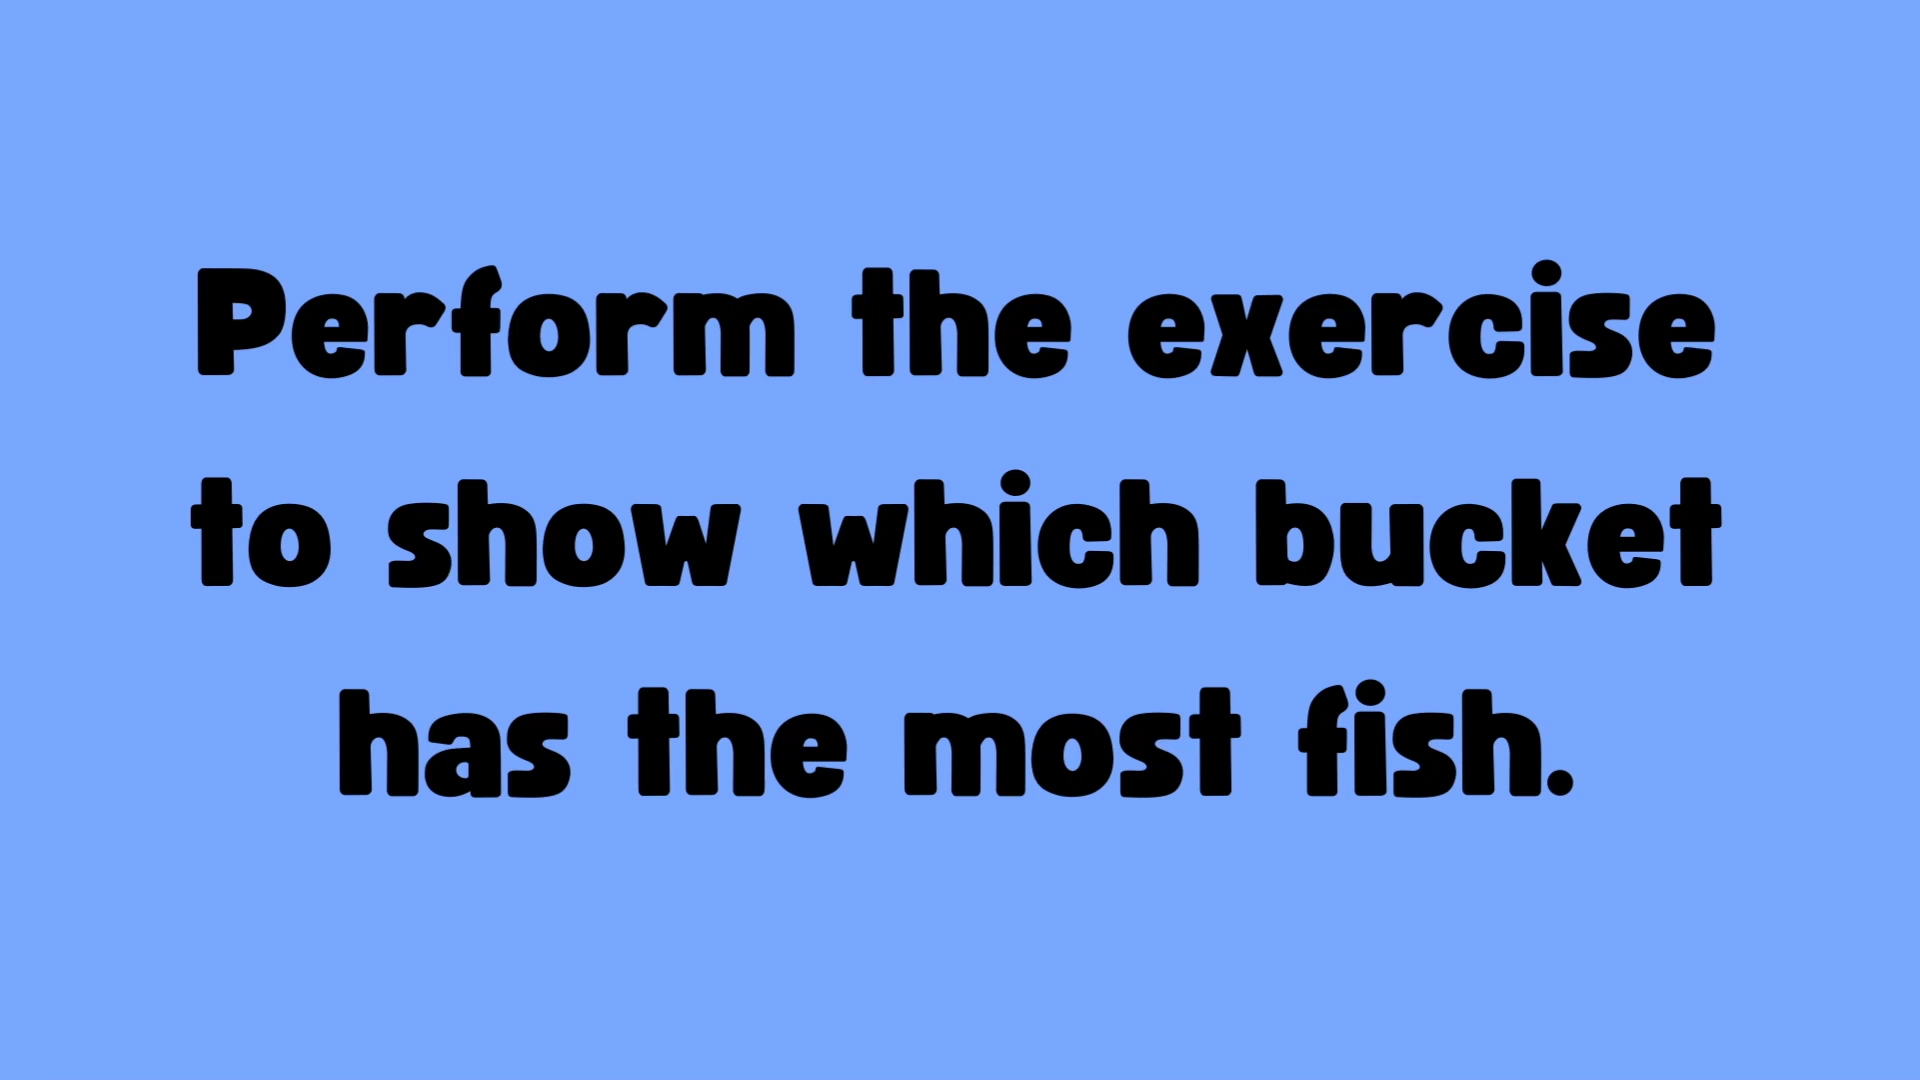 Perform the exercise
to show which bucket
has the most fish.